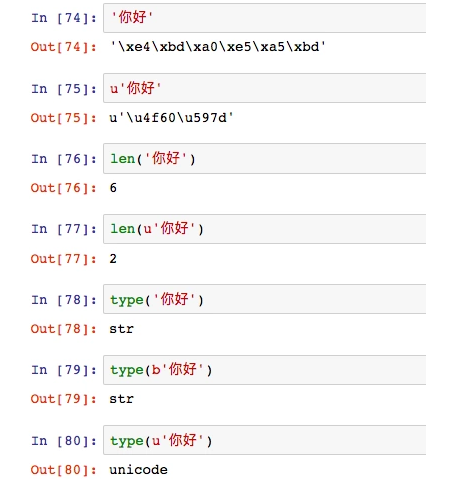 In [74]: '你好'
Out[74]: '\xe4\xbd\xa0\xe5\xa5\xbd'
In [75]: u'你好'
Out[75]: u'\u4f60\u597d'
In [76]: len('你好')
Out[76]: 6
In [77]: len(u'你好')
Out[77]: 2
In [78]: type('你好')
Out[78]: str
In [79]: type(b'你好')
Out[79]: str
In [80]: type(u'你好')
Out[80]: unicode